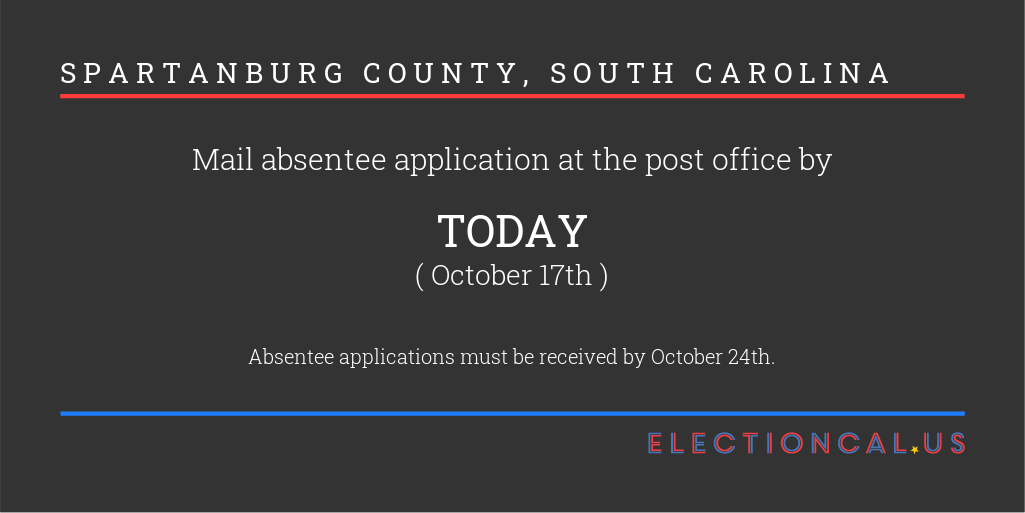 SPARTANBURG COUNTY, SOUTH CAROLINA
Mail absentee application at the post office by
TODAY
( October 17th )
Absentee applications must be received by October 24th.
ELECTIONCAL.US